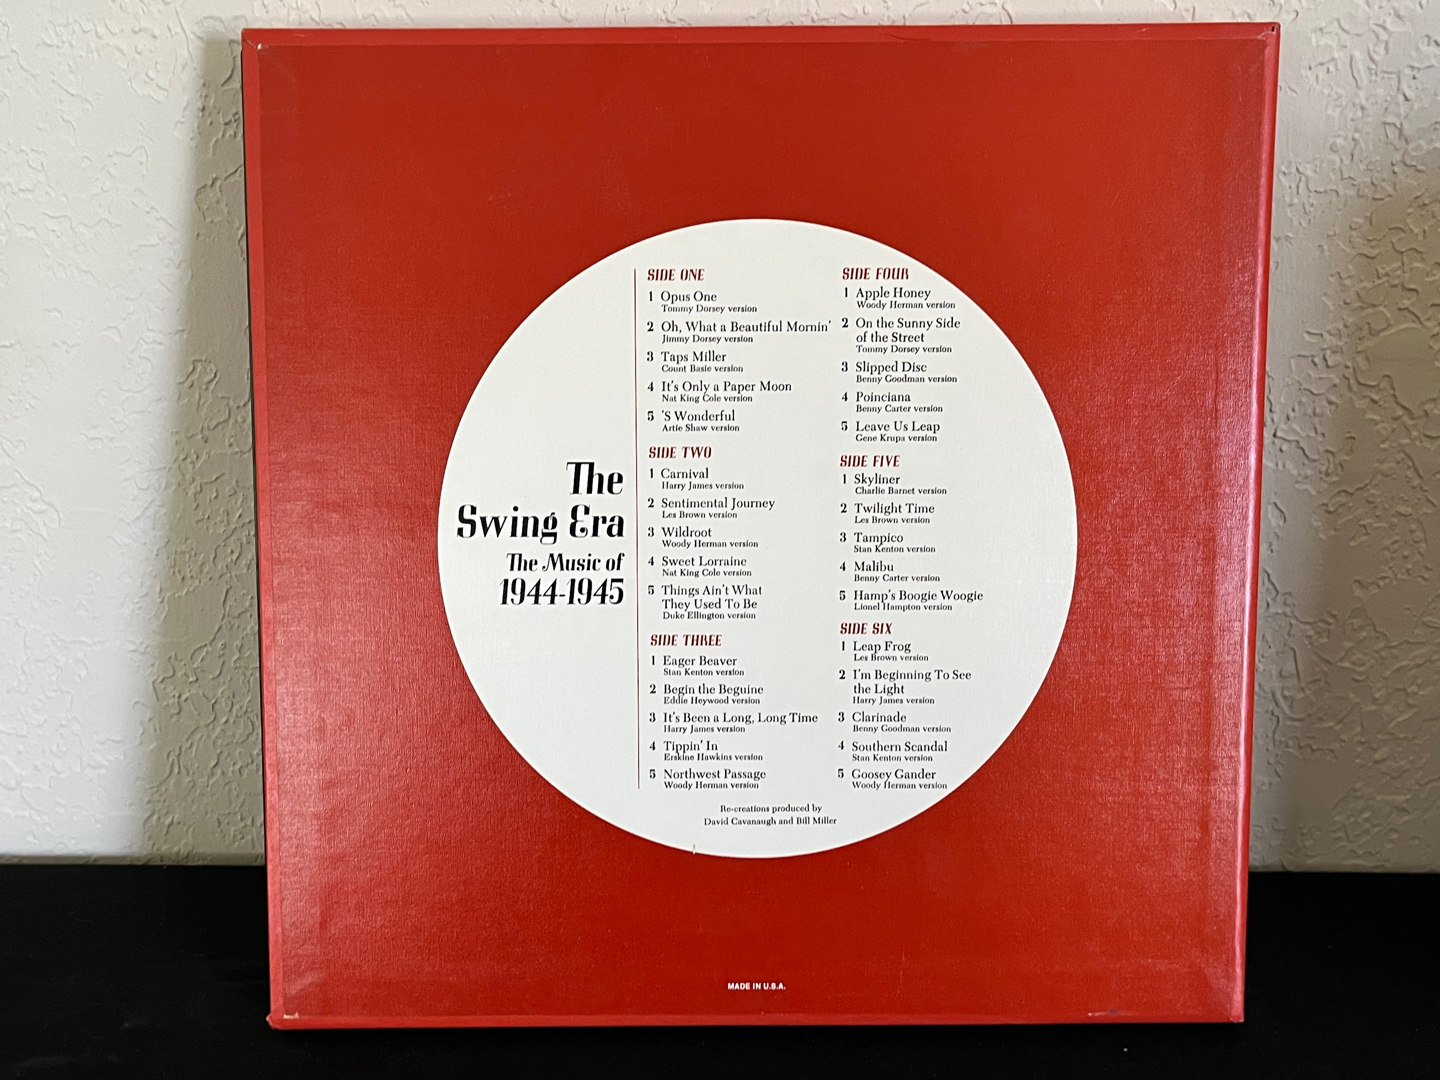 The
Swing Era
The Music of
1944-1945
SIDE ONE
1 Opus One
Tommy Dorsey version
2 Oh, What a Beautiful Mornin'
Jimmy Dorsey version
3 Taps Miller
Count Basie version
4 It's Only a Paper Moon
Nat King Cole version
5 'S Wonderful
Artie Shaw version
SIDE TWO
1 Carnival
Harry James version
2 Sentimental Journey
Les Brown version
3 Wildroot
Woody Herman version
4 Sweet Lorraine
Nat King Cole version
5 Things Ain't What
They Used To Be
Duke Ellington version
SIDE THREE
1 Eager Beaver
Stan Kenton version
2 Begin the Beguine
Eddie Heywood version
3 It's Been a Long, Long Time
Harry James version
4 Tippin' In
Erskine Hawkins version
5 Northwest Passage
Woody Herman version
SIDE FOUR
1 Apple Honey
Woody Herman version
2 On the Sunny Side
of the Street
Tommy Dorsey version
3 Slipped Disc
Benny Goodman version
4 Poinciana
Benny Carter version
5 Leave Us Leap
Gene Krupa version
SIDE FIVE
1 Skyliner
Charlie Barnet version
2 Twilight Time
Les Brown version
3 Tampico
Stan Kenton version
4 Malibu
Benny Carter version
5 Hamp's Boogie Woogie
Lionel Hampton version
SIDE SIX
1 Leap Frog
Les Brown version
2 I'm Beginning To See
the Light
Harry James version
3 Clarinade
Benny Goodman version
4 Southern Scandal
Stan Kenton version
5 Goosey Gander
Woody Herman version
Re-creations produced by
David Cavanaugh and Bill Miller
MADE IN U.S.A.